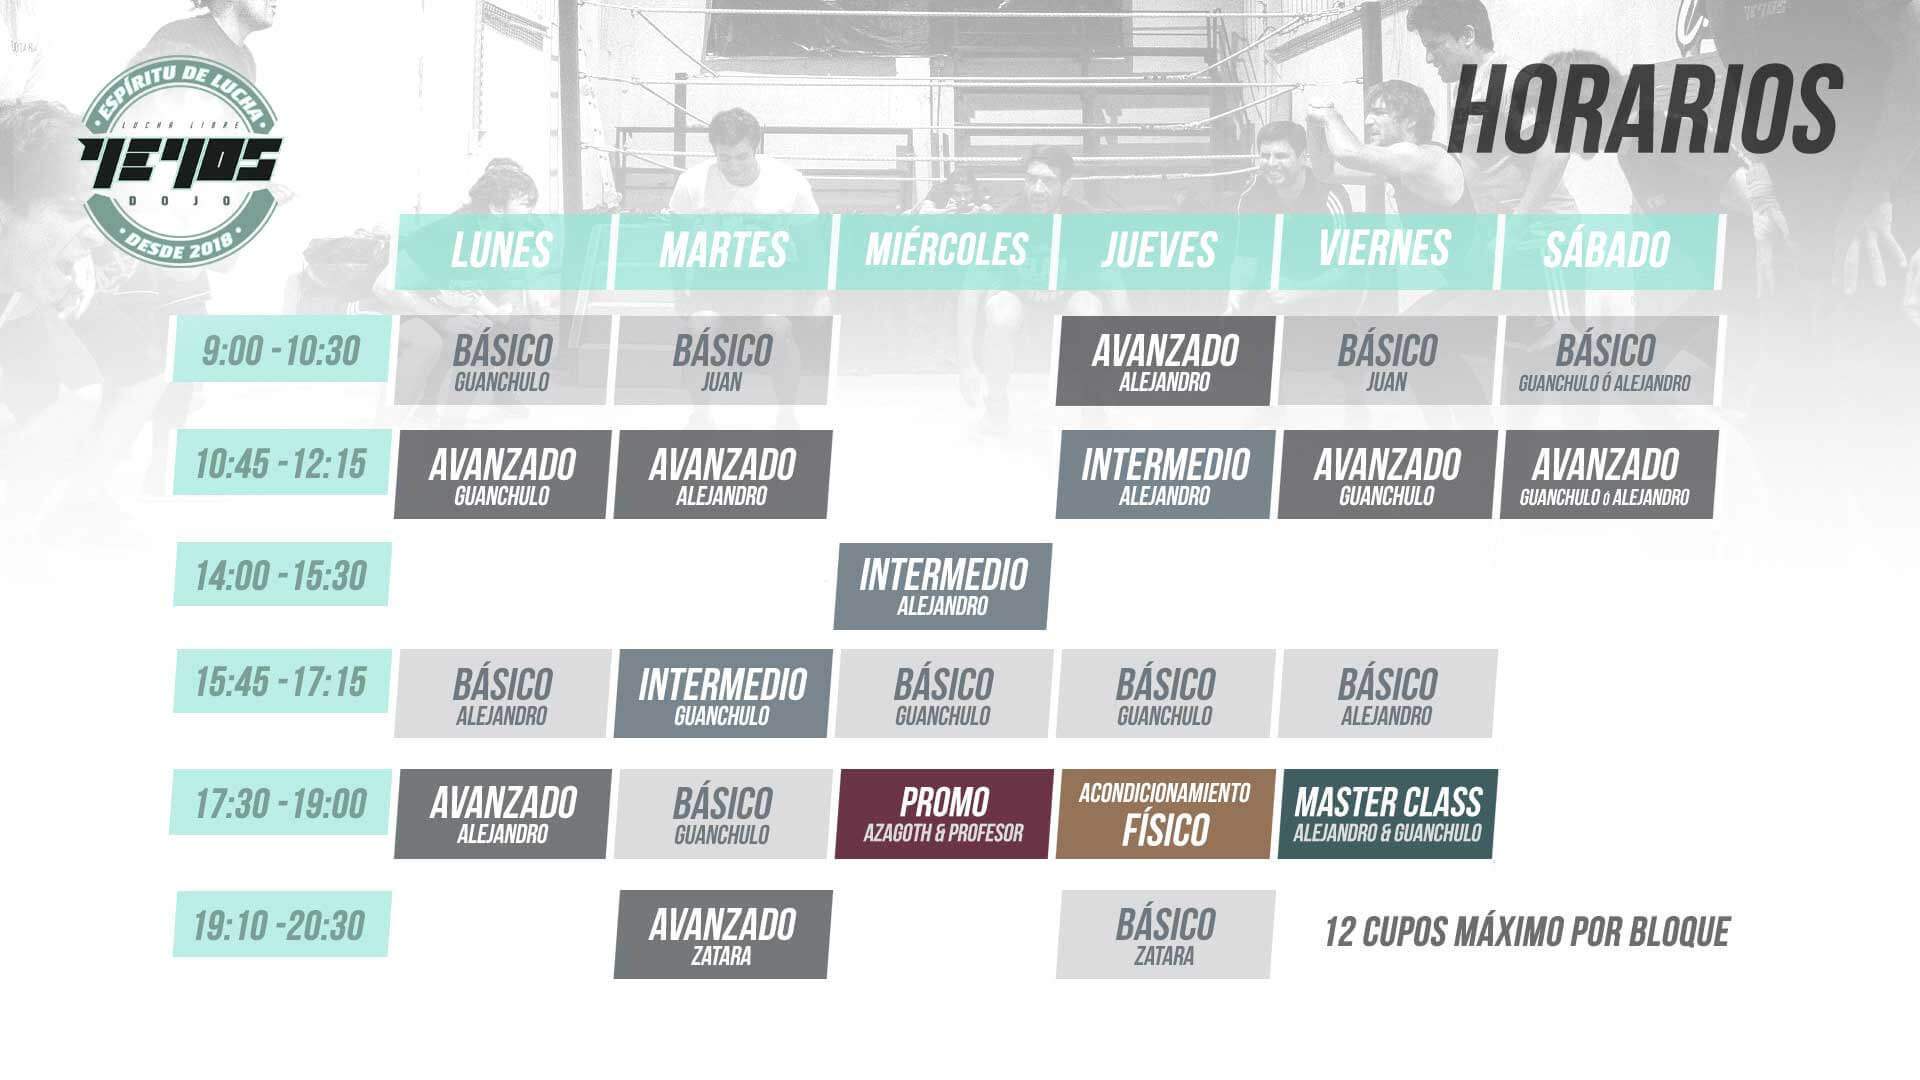 ESPÍRITU DE LUCHA
LUCHA LIBRE
YEYOS
DOJO
DESDE 2018
HORARIOS
LUNES MARTES MIÉRCOLES JUEVES VIERNES SÁBADO
9:00 -10:30
BÁSICO
GUANCHULO
BÁSICO
JUAN
AVANZADO
ALEJANDRO
BÁSICO
JUAN
BÁSICO
GUANCHULO Ó ALEJANDRO
10:45 -12:15
AVANZADO
GUANCHULO
AVANZADO
ALEJANDRO
INTERMEDIO
ALEJANDRO
AVANZADO
GUANCHULO
AVANZADO
GUANCHULO ó ALEJANDRO
14:00 -15:30
INTERMEDIO
ALEJANDRO
15:45 -17:15
BÁSICO
ALEJANDRO
INTERMEDIO
GUANCHULO
BÁSICO
GUANCHULO
BÁSICO
GUANCHULO
BÁSICO
ALEJANDRO
17:30 -19:00
AVANZADO
ALEJANDRO
BÁSICO
GUANCHULO
PROMO
AZAGOTH & PROFESOR
ACONDICIONAMIENTO
FÍSICO
MASTER CLASS
ALEJANDRO & GUANCHULO
19:10 -20:30
AVANZADO
ZATARA
BÁSICO
ZATARA
12 CUPOS MÁXIMO POR BLOQUE